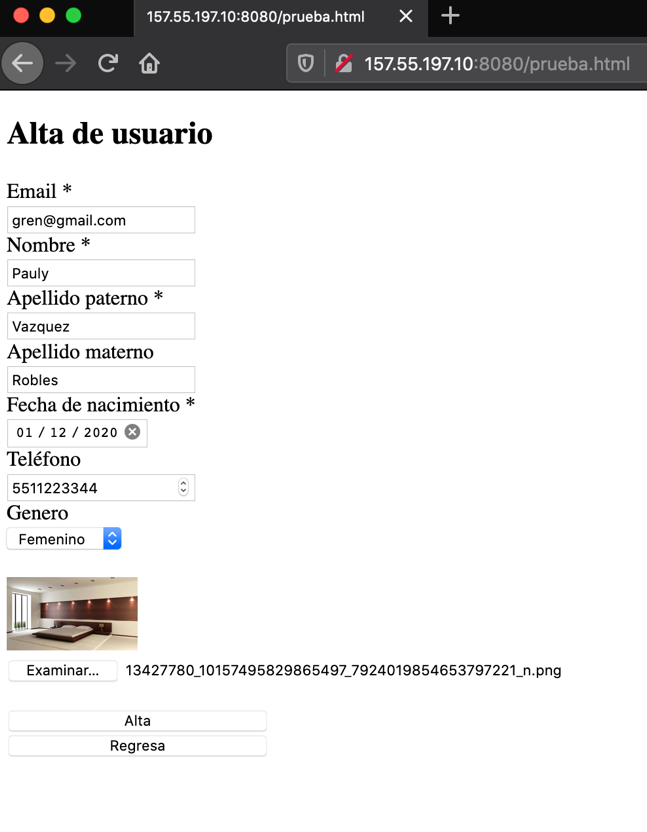 157.55.197.10:8080/prueba.html
157.55.197.10:8080/prueba.html
Alta de usuario
Email *
gren@gmail.com
Nombre *
Pauly
Apellido paterno *
Vazquez
Apellido materno
Robles
Fecha de nacimiento *
01 / 12 / 2020
Teléfono
5511223344
Genero
Femenino
Examinar... 13427780_10157495829865497_7924019854653797221_n.png
Alta
Regresa